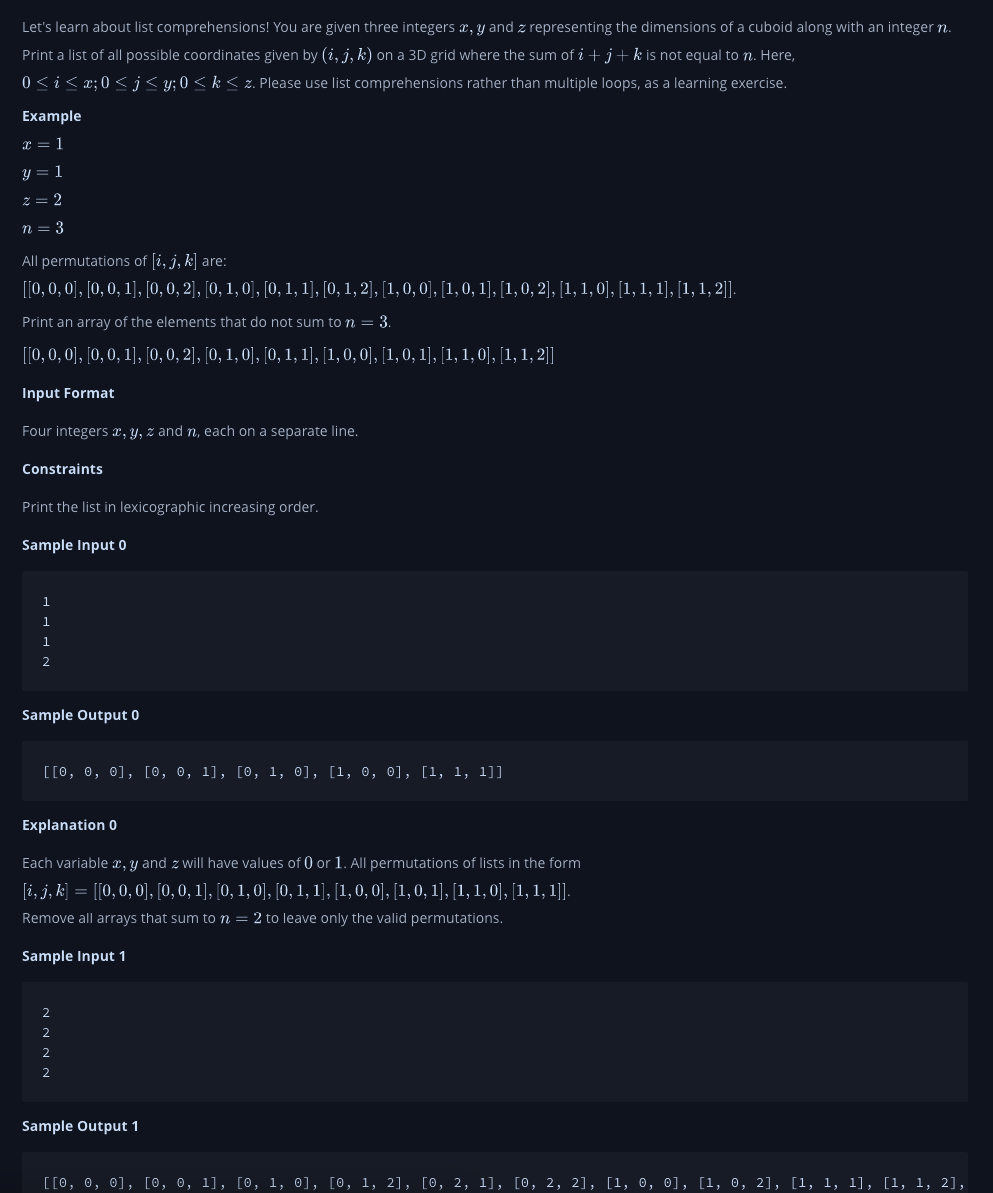 Let's learn about list comprehensions! You are given three integers x, y and z representing the dimensions of a cuboid along with an integer n.
Print a list of all possible coordinates given by (i, j, k) on a 3D grid where the sum of i + j + k is not equal to n. Here,
0 ≤ i ≤ x; 0 ≤ j ≤ y; 0 ≤ k ≤ z. Please use list comprehensions rather than multiple loops, as a learning exercise.
Example
x = 1
y = 1
z = 2
n = 3
All permutations of [i, j, k] are:
[[0, 0, 0], [0, 0, 1], [0, 0, 2], [0, 1, 0], [0, 1, 1], [0, 1, 2], [1, 0, 0], [1, 0, 1], [1, 0, 2], [1, 1, 0], [1, 1, 1], [1, 1, 2]].
Print an array of the elements that do not sum to n = 3.
[[0, 0, 0], [0, 0, 1], [0, 0, 2], [0, 1, 0], [0, 1, 1], [1, 0, 0], [1, 0, 1], [1, 1, 0], [1, 1, 2]]
Input Format
Four integers x, y, z and n, each on a separate line.
Constraints
Print the list in lexicographic increasing order.
Sample Input 0
1
1
1
2
Sample Output 0
[[0, 0, 0], [0, 0, 1], [0, 1, 0], [1, 0, 0], [1, 1, 1]]
Explanation 0
Each variable x, y and z will have values of 0 or 1. All permutations of lists in the form
[i, j, k] = [[0, 0, 0], [0, 0, 1], [0, 1, 0], [0, 1, 1], [1, 0, 0], [1, 0, 1], [1, 1, 0], [1, 1, 1]].
Remove all arrays that sum to n = 2 to leave only the valid permutations.
Sample Input 1
2
2
2
2
Sample Output 1
[[0, 0, 0], [0, 0, 1], [0, 1, 0], [0, 1, 2], [0, 2, 1], [0, 2, 2], [1, 0, 0], [1, 0, 2], [1, 1, 1], [1, 1, 2],